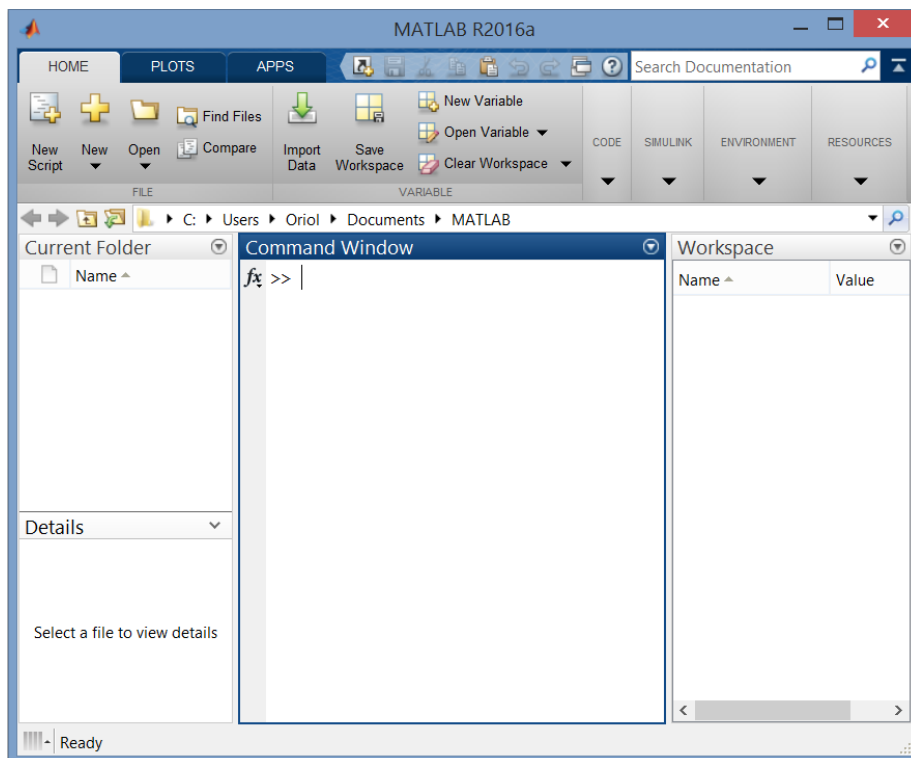 MATLAB R2016a
HOME PLOTS APPS Search Documentation
New Script
New
Open
Find Files
Compare
Import Data
Save Workspace
New Variable
Open Variable
Clear Workspace
CODE
SIMULINK
ENVIRONMENT
RESOURCES
FILE
VARIABLE
C: Users Oriol Documents MATLAB
Current Folder
Name
Command Window
fx >>
Workspace
Name Value
Details
Select a file to view details
Ready